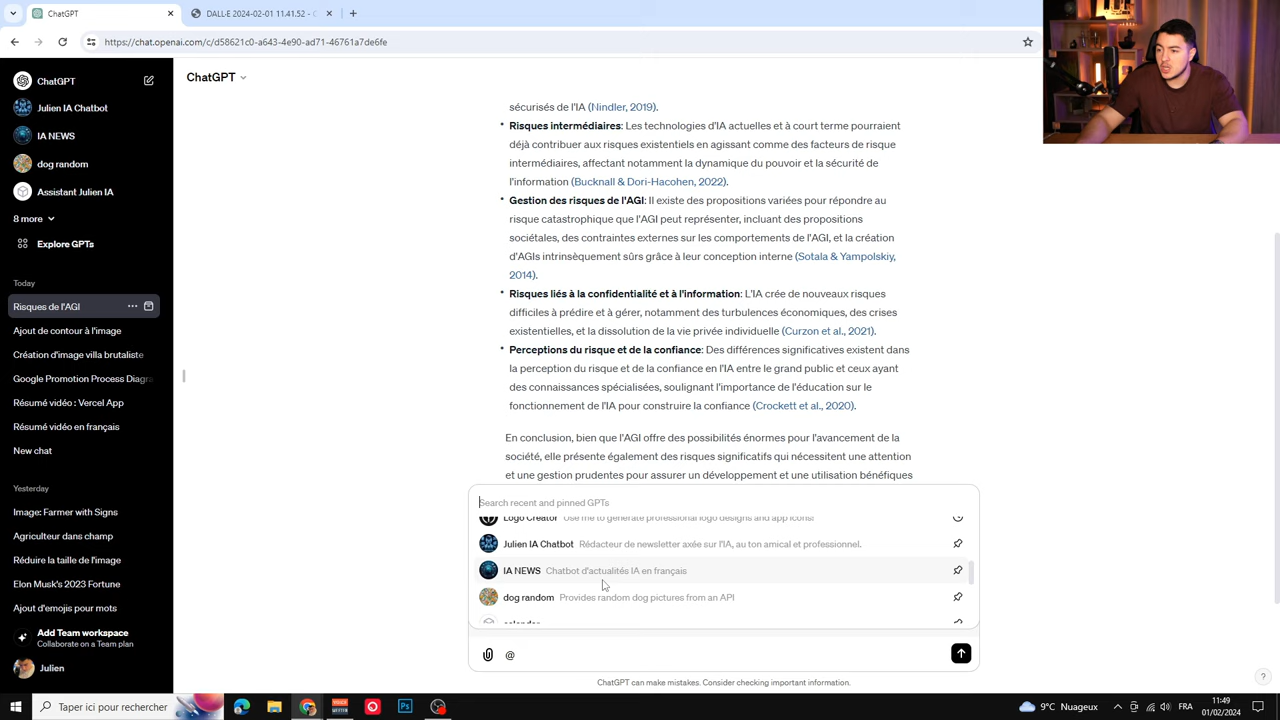 ChatGPT
DALL·E 2024-02-01 11.41.52 - C
https://chat.openai.com/c/d58621c0-a643-4e90-ad71-46761a7de6fe
ChatGPT
Julien IA Chatbot
IA NEWS
dog random
Assistant Julien IA
8 more
Explore GPTs
Today
Risques de l'AGI
Ajout de contour à l'image
Création d'image villa brutaliste
Google Promotion Process Diagra
Résumé vidéo : Vercel App
Résumé vidéo en français
New chat
Yesterday
Image: Farmer with Signs
Agriculteur dans champ
Réduire la taille de l'image
Elon Musk's 2023 Fortune
Ajout d'emojis pour mots
Add Team workspace
Collaborate on a Team plan
Julien
ChatGPT
sécurisés de l'IA (Nindler, 2019).
• Risques intermédiaires: Les technologies d'IA actuelles et à court terme pourraient
déjà contribuer aux risques existentiels en agissant comme des facteurs de risque
intermédiaires, affectant notamment la dynamique du pouvoir et la sécurité de
l'information (Bucknall & Dori-Hacohen, 2022).
• Gestion des risques de l'AGI: Il existe des propositions variées pour répondre au
risque catastrophique que l'AGI peut représenter, incluant des propositions
sociétales, des contraintes externes sur les comportements de l'AGI, et la création
d'AGIs intrinsèquement sûrs grâce à leur conception interne (Sotala & Yampolskiy,
2014).
• Risques liés à la confidentialité et à l'information: L'IA crée de nouveaux risques
difficiles à prédire et à gérer, notamment des turbulences économiques, des crises
existentielles, et la dissolution de la vie privée individuelle (Curzon et al., 2021).
• Perceptions du risque et de la confiance: Des différences significatives existent dans
la perception du risque et de la confiance en l'IA entre le grand public et ceux ayant
des connaissances spécialisées, soulignant l'importance de l'éducation sur le
fonctionnement de l'IA pour construire la confiance (Crockett et al., 2020).
En conclusion, bien que l'AGI offre des possibilités énormes pour l'avancement de la
société, elle présente également des risques significatifs qui nécessitent une attention
et une gestion prudentes pour assurer un développement et une utilisation bénéfiques
Search recent and pinned GPTs
Logo Creator Use me to generate professional logo designs and app icons!
Julien IA Chatbot Rédacteur de newsletter axée sur l'IA, au ton amical et professionnel.
IA NEWS Chatbot d'actualités IA en français
dog random Provides random dog pictures from an API
calendar
@
ChatGPT can make mistakes. Consider checking important information.
?
Taper ici pour rechercher
9°C Nuageux
FRA
11:49
01/02/2024